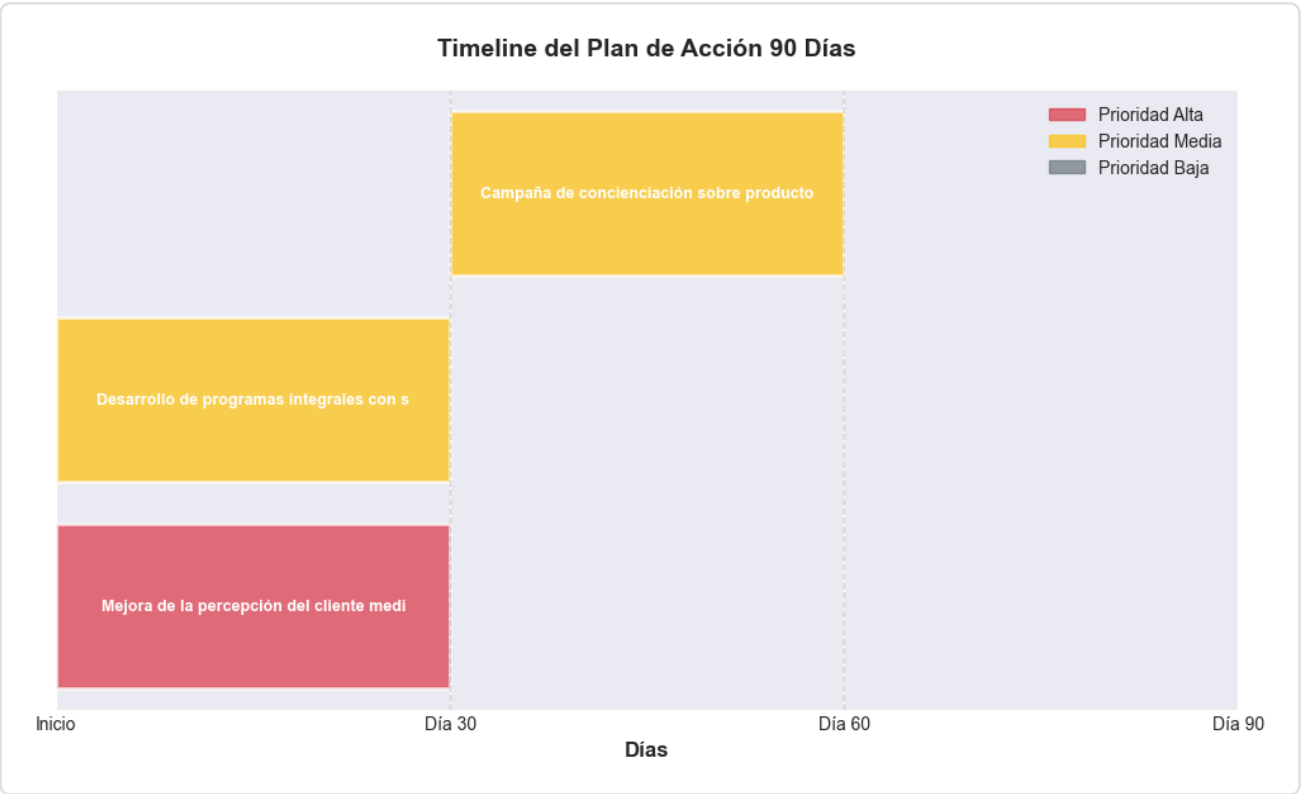 Timeline del Plan de Acción 90 Días
Prioridad Alta
Prioridad Media
Prioridad Baja
Campaña de concienciación sobre producto
Desarrollo de programas integrales con s
Mejora de la percepción del cliente medi
Inicio
Día 30
Día 60
Día 90
Días